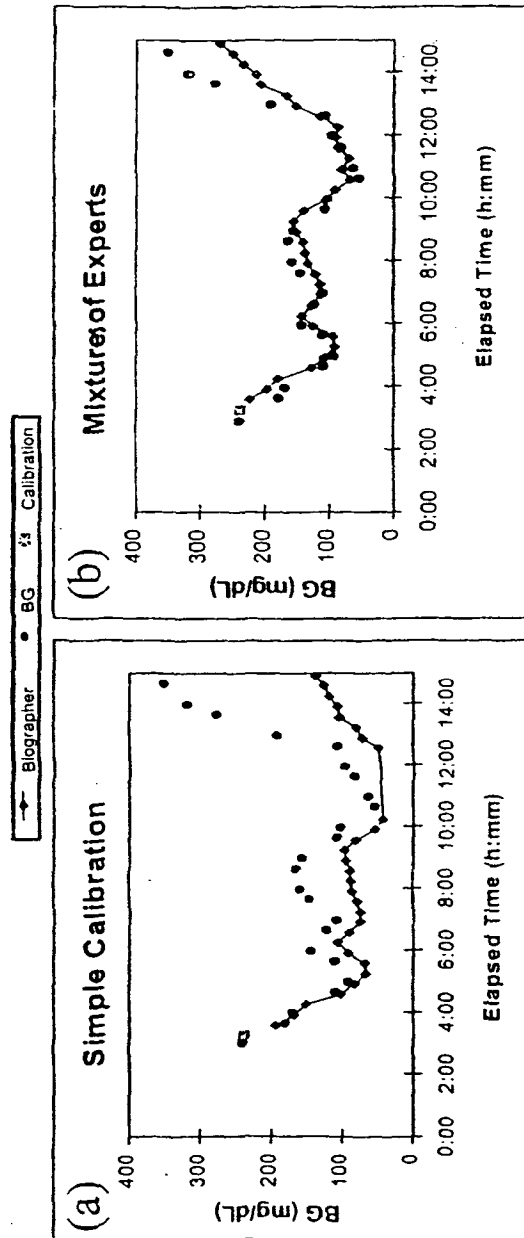 Biographer BG Calibration
(a)
Simple Calibration
400
300
200
100
0
BG (mg/dL)
0:00 2:00 4:00 6:00 8:00 10:00 12:00 14:00
Elapsed Time (h:mm)
(b)
Mixtures of Experts
400
300
200
100
0
BG (mg/dL)
0:00 2:00 4:00 6:00 8:00 10:00 12:00 14:00
Elapsed Time (h:mm)